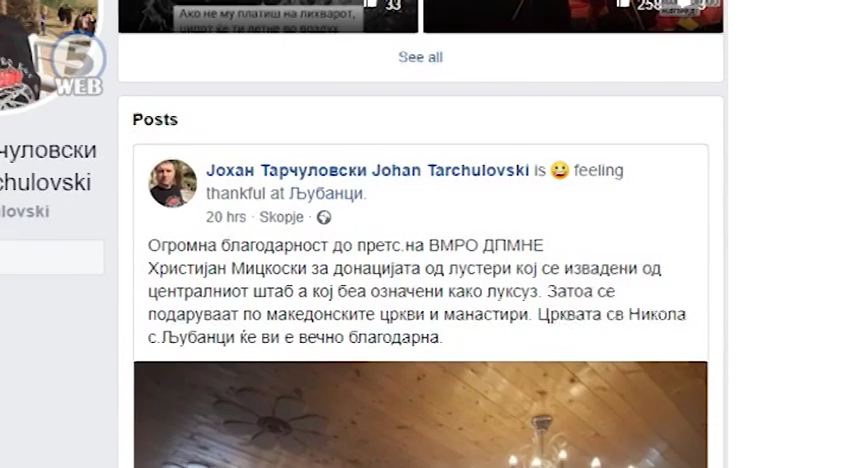 Ако не му платиш на лихварот,
33
258
9
See all
5
WEB
Posts
чуловски
chulovski
lovski
Јохан Тарчуловски Johan Tarchulovski is feeling
thankful at Љубанци.
20 hrs · Skopje ·
Огромна благодарност до претс.на ВМРО ДПМНЕ
Христијан Мицкоски за донацијата од лустери кој се извадени од
централниот штаб а кој беа означени како луксуз. Затоа се
подаруваат по македонските цркви и манастири. Црквата св Никола
с.Љубанци ќе ви е вечно благодарна.